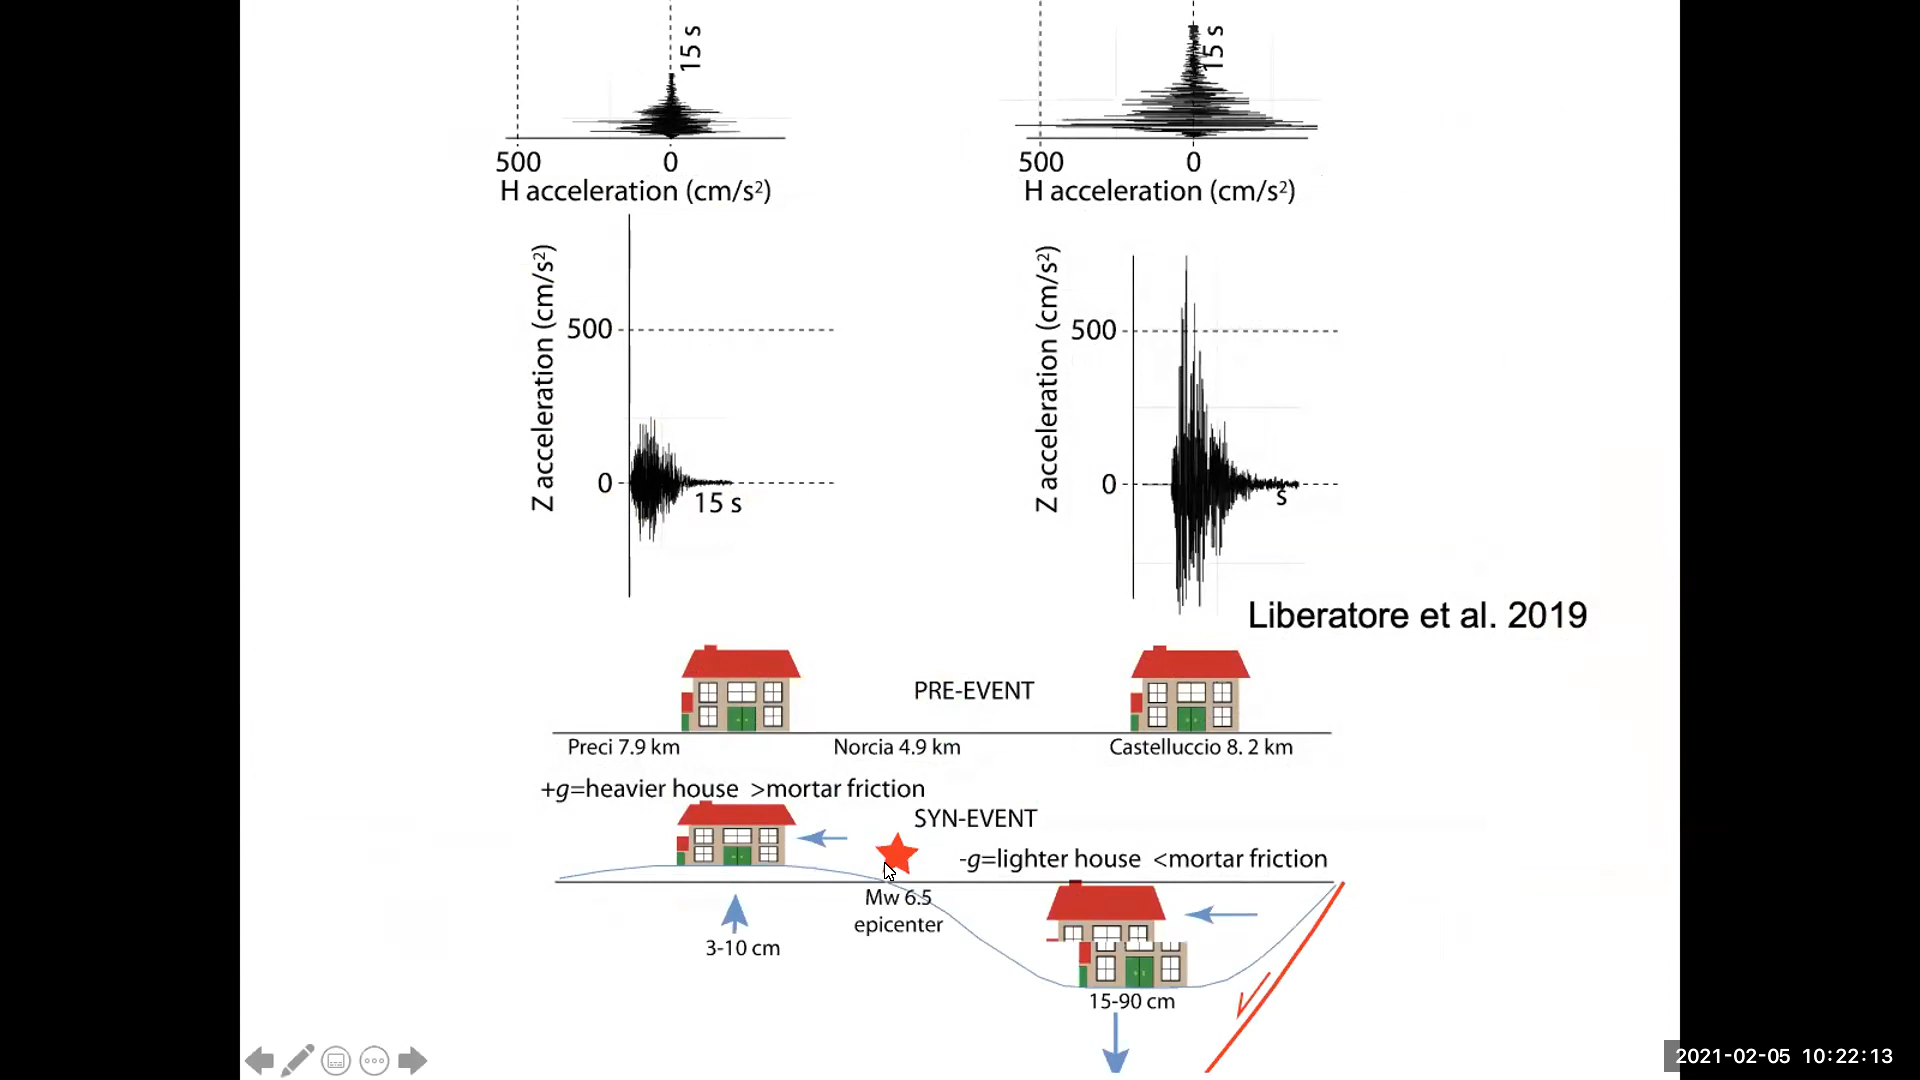 15 s
15 s
500 0
500 0
H acceleration (cm/s²)
H acceleration (cm/s²)
Z acceleration (cm/s²)
500
0
15 s
Z acceleration (cm/s²)
500
0
s
Liberatore et al. 2019
PRE-EVENT
Preci 7.9 km
Norcia 4.9 km
Castelluccio 8. 2 km
+g=heavier house >mortar friction
SYN-EVENT
-g=lighter house <mortar friction
Mw 6.5
epicenter
3-10 cm
15-90 cm
2021-02-05 10:22:13